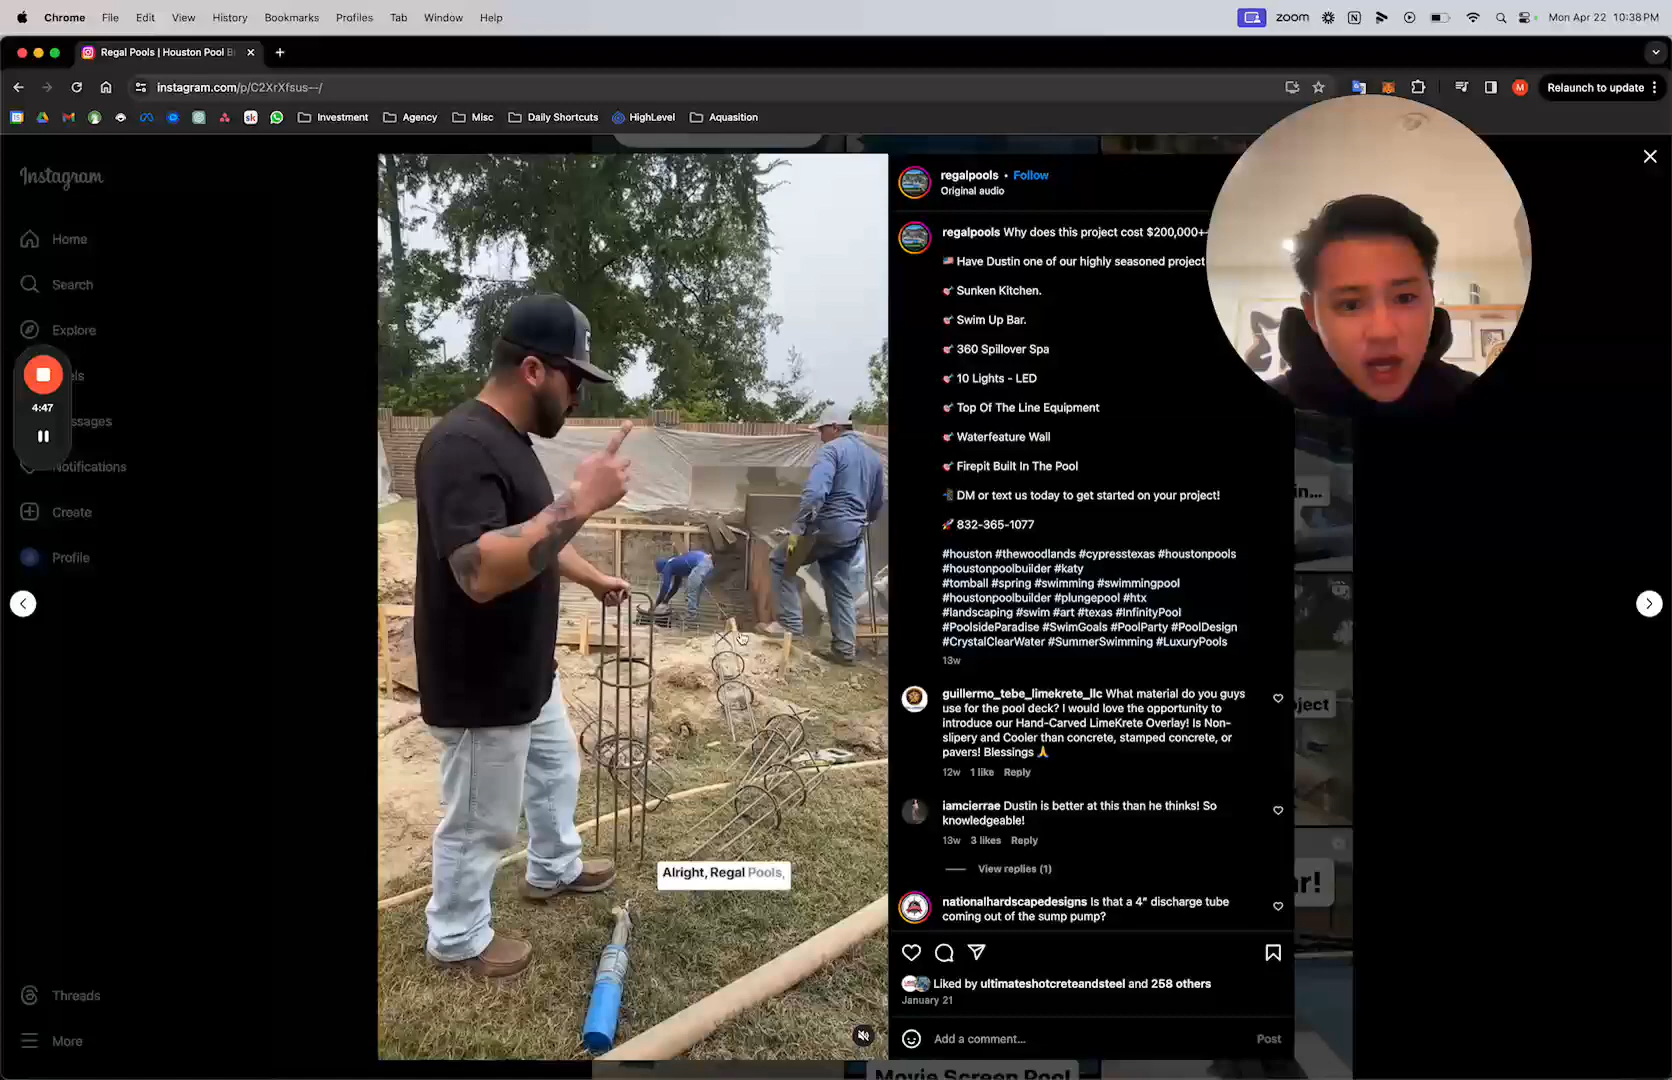 Chrome File Edit View History Bookmarks Profiles Tab Window Help
zoom Mon Apr 22 10:38 PM
Regal Pools | Houston Pool B
instagram.com/p/C2XrXfsus--/
Relaunch to update
Investment Agency Misc Daily Shortcuts HighLevel Aquasition
Instagram
Home
Search
Explore
els
4:47
ssages
Notifications
Create
Profile
Threads
More
Alright, Regal Pools,
regalpools • Follow
Original audio
regalpools Why does this project cost $200,000+
🇺🇸 Have Dustin one of our highly seasoned project
Sunken Kitchen.
Swim Up Bar.
360 Spillover Spa
10 Lights - LED
Top Of The Line Equipment
Waterfeature Wall
Firepit Built In The Pool
📲 DM or text us today to get started on your project!
🚀 832-365-1077
#houston #thewoodlands #cypresstexas #houstonpools
#houstonpoolbuilder #katy
#tomball #spring #swimming #swimmingpool
#houstonpoolbuilder #plungepool #htx
#landscaping #swim #art #texas #InfinityPool
#PoolsideParadise #SwimGoals #PoolParty #PoolDesign
#CrystalClearWater #SummerSwimming #LuxuryPools
13w
guillermo_tebe_limekrete_llc What material do you guys
use for the pool deck? I would love the opportunity to
introduce our Hand-Carved LimeKrete Overlay! Is Non-
slipery and Cooler than concrete, stamped concrete, or
pavers! Blessings 🙏
12w 1 like Reply
iamcierrae Dustin is better at this than he thinks! So
knowledgeable!
13w 3 likes Reply
View replies (1)
nationalhardscapedesigns Is that a 4" discharge tube
coming out of the sump pump?
Liked by ultimateshotcreteandsteel and 258 others
January 21
Add a comment... Post
in...
ject
ar!
Movie Screen Pool